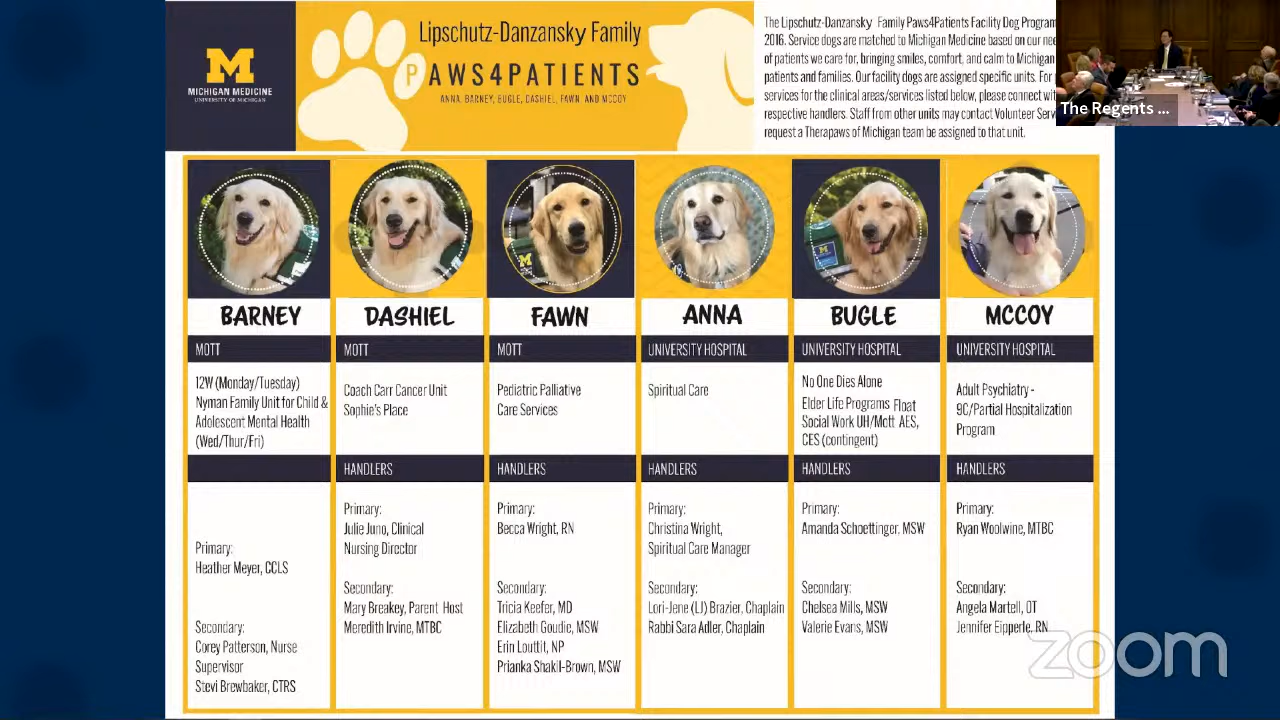 MICHIGAN MEDICINE
UNIVERSITY OF MICHIGAN
Lipschutz-Danzansky Family
PAWS4PATIENTS
ANNA, BARNEY, BUGLE, DASHIEL, FAWN, AND MCCOY
The Lipschutz-Danzansky Family Paws4Patients Facility Dog Program
2016. Service dogs are matched to Michigan Medicine based on our
of patients we care for, bringing smiles, comfort, and calm to Michigan
patients and families. Our facility dogs are assigned specific units. For
services for the clinical areas/services listed below, please connect
respective handlers. Staff from other units may contact Volunteer
request a Therapaws of Michigan team be assigned to that unit.
The Regents ...
BARNEY
MOTT
12W (Monday/Tuesday)
Nyman Family Unit for Child &
Adolescent Mental Health
(Wed/Thur/Fri)
Primary:
Heather Meyer, CCLS
Secondary:
Corey Patterson, Nurse
Supervisor
Stevi Brewbaker, CTRS
DASHIEL
MOTT
Coach Carr Cancer Unit
Sophie's Place
HANDLERS
Primary:
Julie Juno, Clinical
Nursing Director
Secondary:
Mary Breakey, Parent Host
Meredith Irvine, MTBC
FAWN
MOTT
Pediatric Palliative
Care Services
HANDLERS
Primary:
Becca Wright, RN
Secondary:
Tricia Keefer, MD
Elizabeth Goudie, MSW
Erin Louttit, NP
Prianka Shakil-Brown, MSW
ANNA
UNIVERSITY HOSPITAL
Spiritual Care
HANDLERS
Primary:
Christina Wright,
Spiritual Care Manager
Secondary:
Lori-Jene (LJ) Brazier, Chaplain
Rabbi Sara Adler, Chaplain
BUGLE
UNIVERSITY HOSPITAL
No One Dies Alone
Elder Life Programs Float
Social Work UH/Mott AES,
CES (contingent)
HANDLERS
Primary:
Amanda Schoettinger, MSW
Secondary:
Chelsea Mills, MSW
Valerie Evans, MSW
MCCOY
UNIVERSITY HOSPITAL
Adult Psychiatry -
9C/Partial Hospitalization
Program
HANDLERS
Primary:
Ryan Woolwine, MTBC
Secondary:
Angela Martell, OT
Jennifer Eipperle, RN
zoom